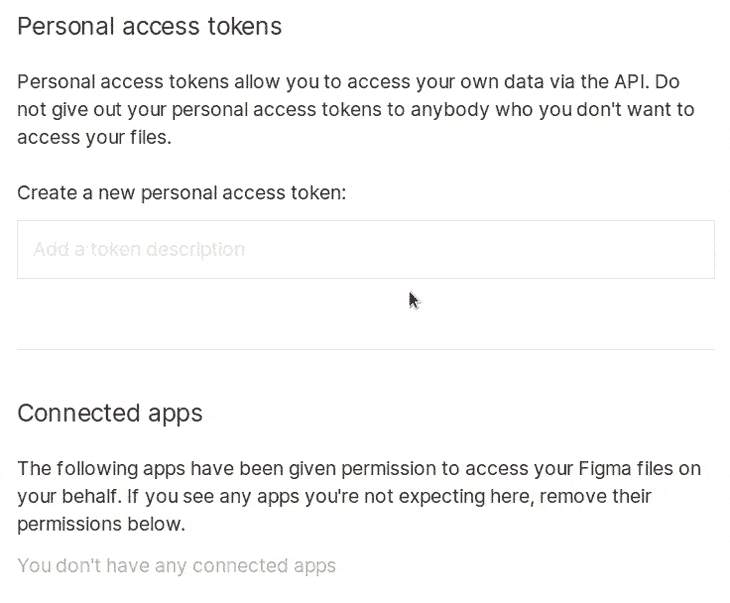 Personal access tokens
Personal access tokens allow you to access your own data via the API. Do
not give out your personal access tokens to anybody who you don't want to
access your files.
Create a new personal access token:
Add a token description
Connected apps
The following apps have been given permission to access your Figma files on
your behalf. If you see any apps you're not expecting here, remove their
permissions below.
You don't have any connected apps